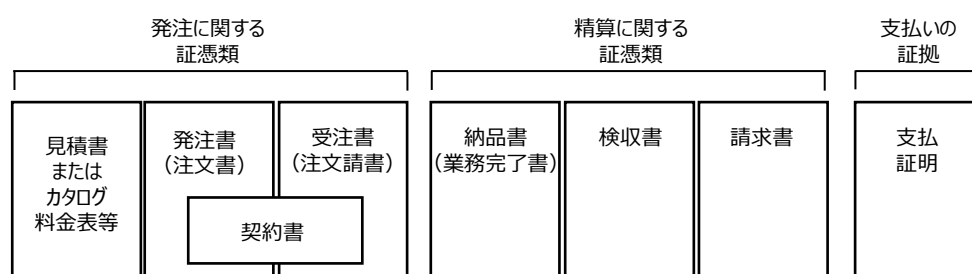 発注に関する
証憑類
精算に関する
証憑類
支払いの
証拠
見積書
または
カタログ
料金表等
発注書
（注文書）
受注書
（注文請書）
契約書
納品書
（業務完了書）
検収書
請求書
支払
証明